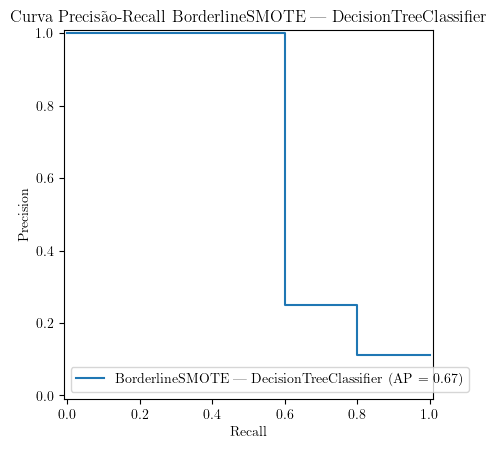 Curva Precisão-Recall BorderlineSMOTE — DecisionTreeClassifier
1.0
0.8
0.6
0.4
0.2
0.0
Precision
BorderlineSMOTE — DecisionTreeClassifier (AP = 0.67)
0.0 0.2 0.4 0.6 0.8 1.0
Recall